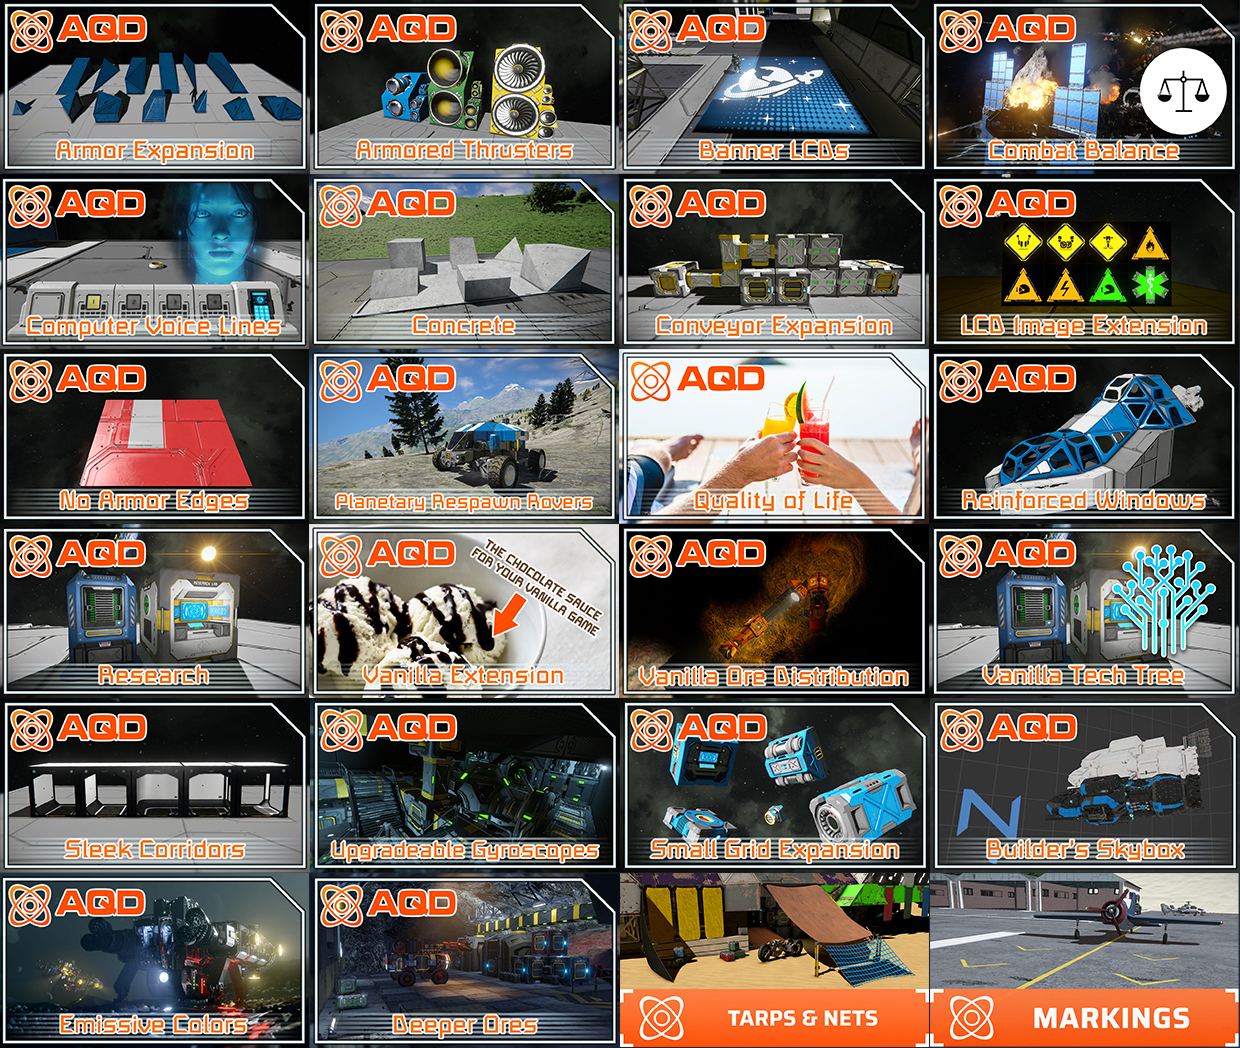 AQD
Armor Expansion
AQD
Armored Thrusters
AQD
Banner LCDs
AQD
Combat Balance
AQD
Computer Voice Lines
AQD
Concrete
AQD
Conveyor Expansion
AQD
LCD Image Extension
AQD
No Armor Edges
AQD
Planetary Respawn Rovers
AQD
Quality of Life
AQD
Reinforced Windows
AQD
RESEARCH LAB
Research
AQD
THE CHOCOLATE SAUCE
FOR YOUR VANILLA GAME
Vanilla Extension
AQD
Vanilla Ore Distribution
AQD
Vanilla Tech Tree
AQD
Sleek Corridors
AQD
Upgradeable Gyroscopes
AQD
Small Grid Expansion
AQD
N
Builder's Skybox
AQD
Emissive Colors
AQD
Deeper Ores
TARPS & NETS
MARKINGS